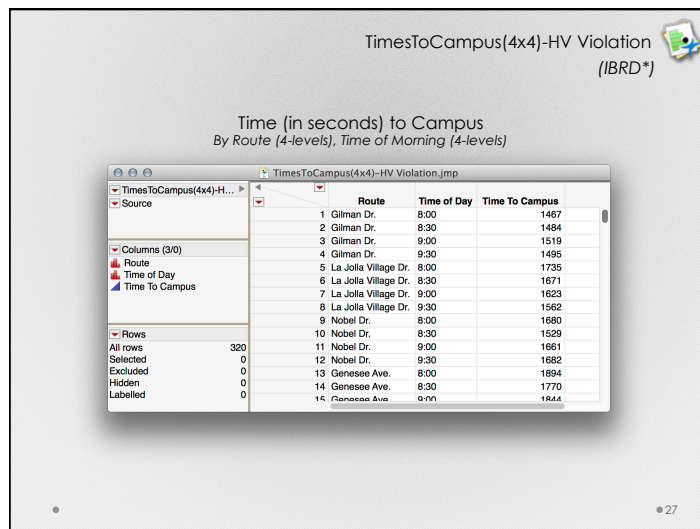 TimesToCampus(4x4)-HV Violation
(IBRD*)
Time (in seconds) to Campus
By Route (4-levels), Time of Morning (4-levels)
TimesToCampus(4x4)-HV Violation.jmp
TimesToCampus(4x4)-H...
Source
Columns (3/0)
Route
Time of Day
Time To Campus
Rows
All rows 320
Selected 0
Excluded 0
Hidden 0
Labelled 0
Route Time of Day Time To Campus
1 Gilman Dr. 8:00 1467
2 Gilman Dr. 8:30 1484
3 Gilman Dr. 9:00 1519
4 Gilman Dr. 9:30 1495
5 La Jolla Village Dr. 8:00 1735
6 La Jolla Village Dr. 8:30 1671
7 La Jolla Village Dr. 9:00 1623
8 La Jolla Village Dr. 9:30 1562
9 Nobel Dr. 8:00 1680
10 Nobel Dr. 8:30 1529
11 Nobel Dr. 9:00 1661
12 Nobel Dr. 9:30 1682
13 Genesee Ave. 8:00 1894
14 Genesee Ave. 8:30 1770
15 Genesee Ave. 9:00 1844
27